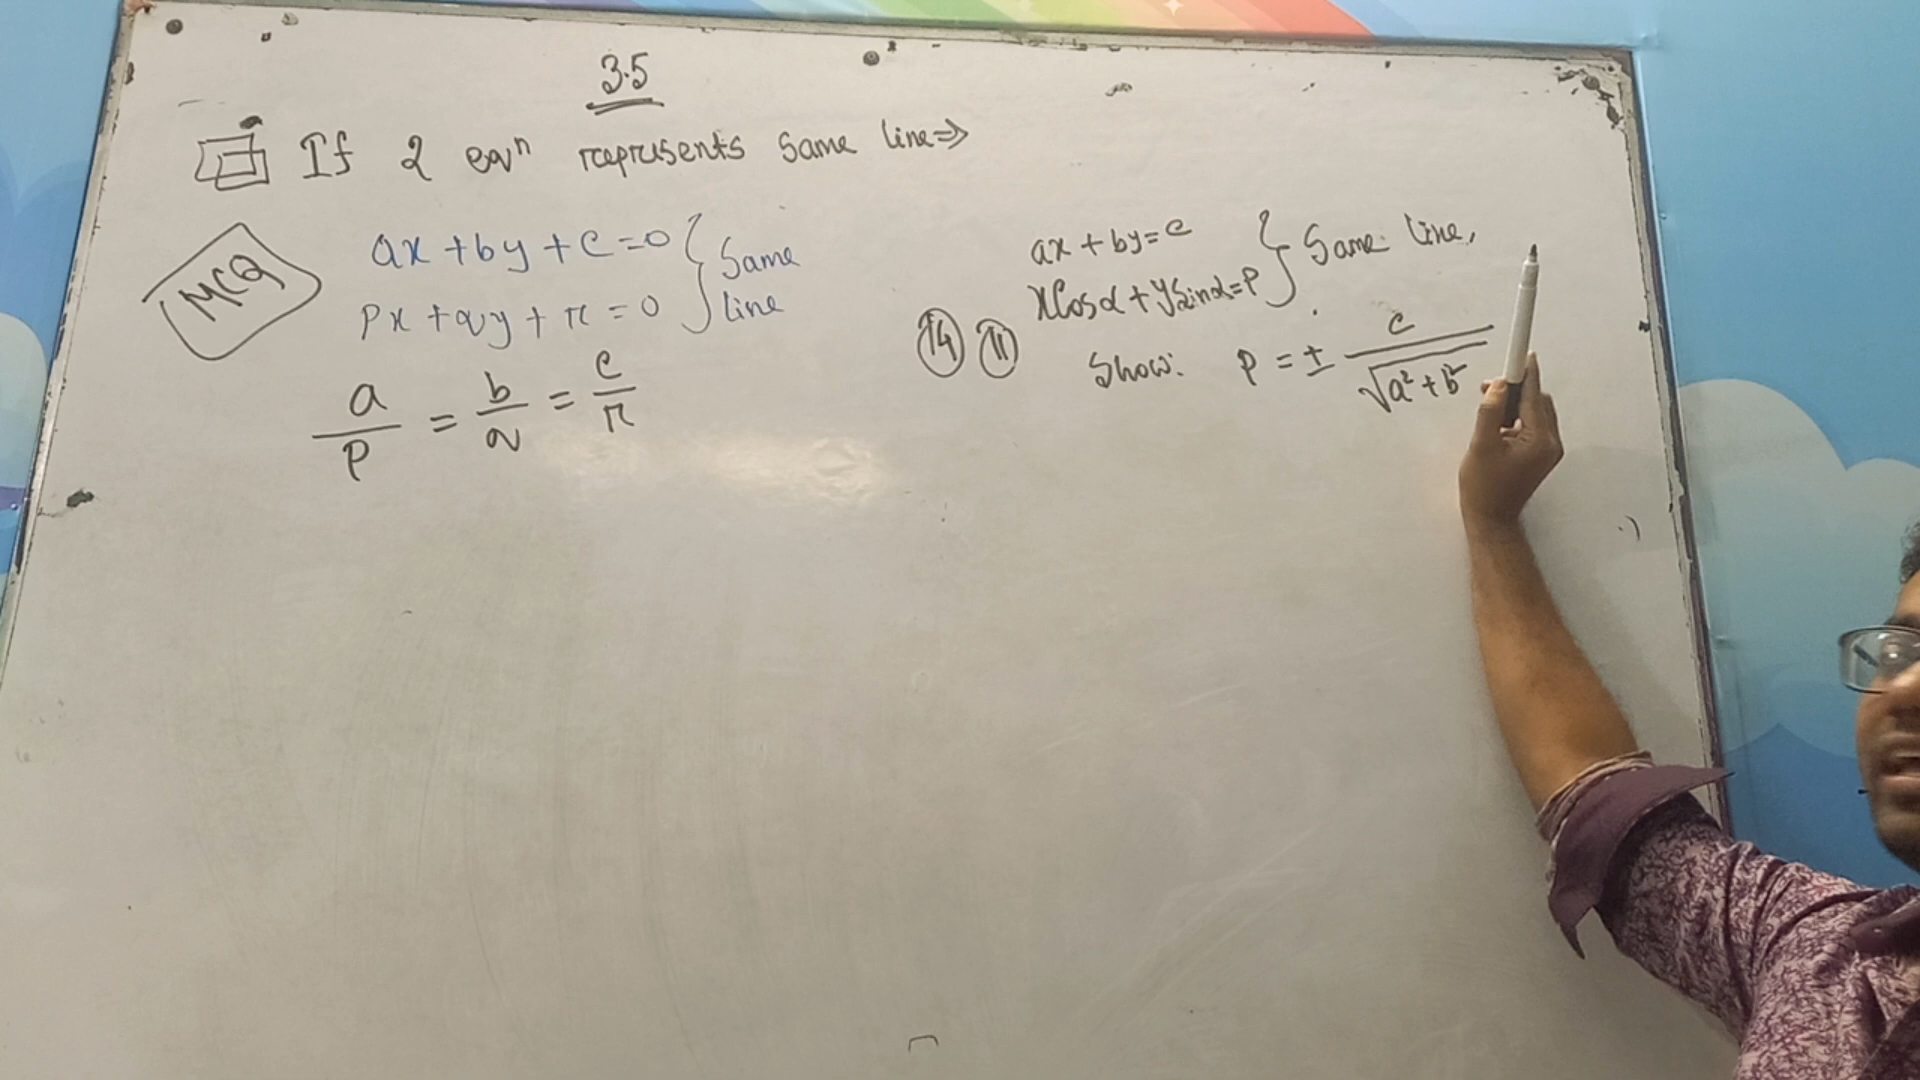 3.5
If 2 eqⁿ represents same line ⇒
MCQ
ax + by + c = 0 } Same
px + qy + r = 0 } line
a/p = b/q = c/r
ax + by = c } Same line,
xCosα + ySinα = P
14 11
Show: P = ± c/√a² + b²